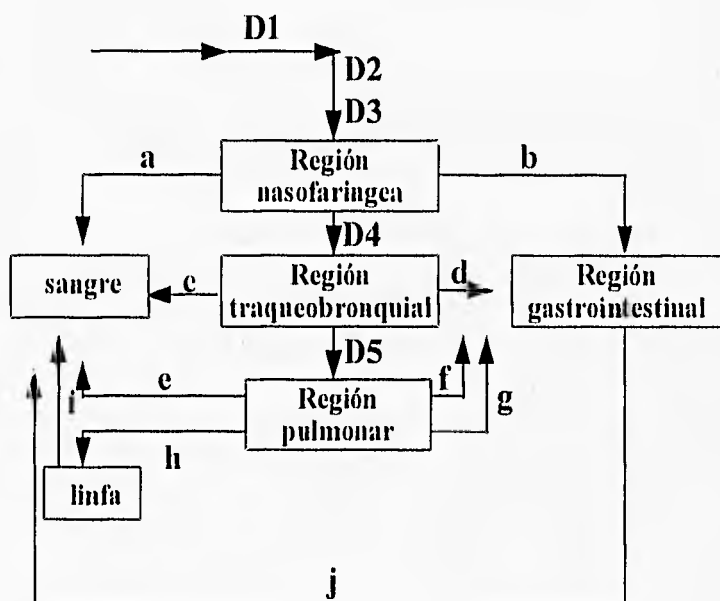 D1
D2
D3
a
Región
nasofaringea
b
D4
sangre
c
Región
traqueobronquial
d
Región
gastrointestinal
D5
e
Región
pulmonar
f
g
i
h
linfa
j